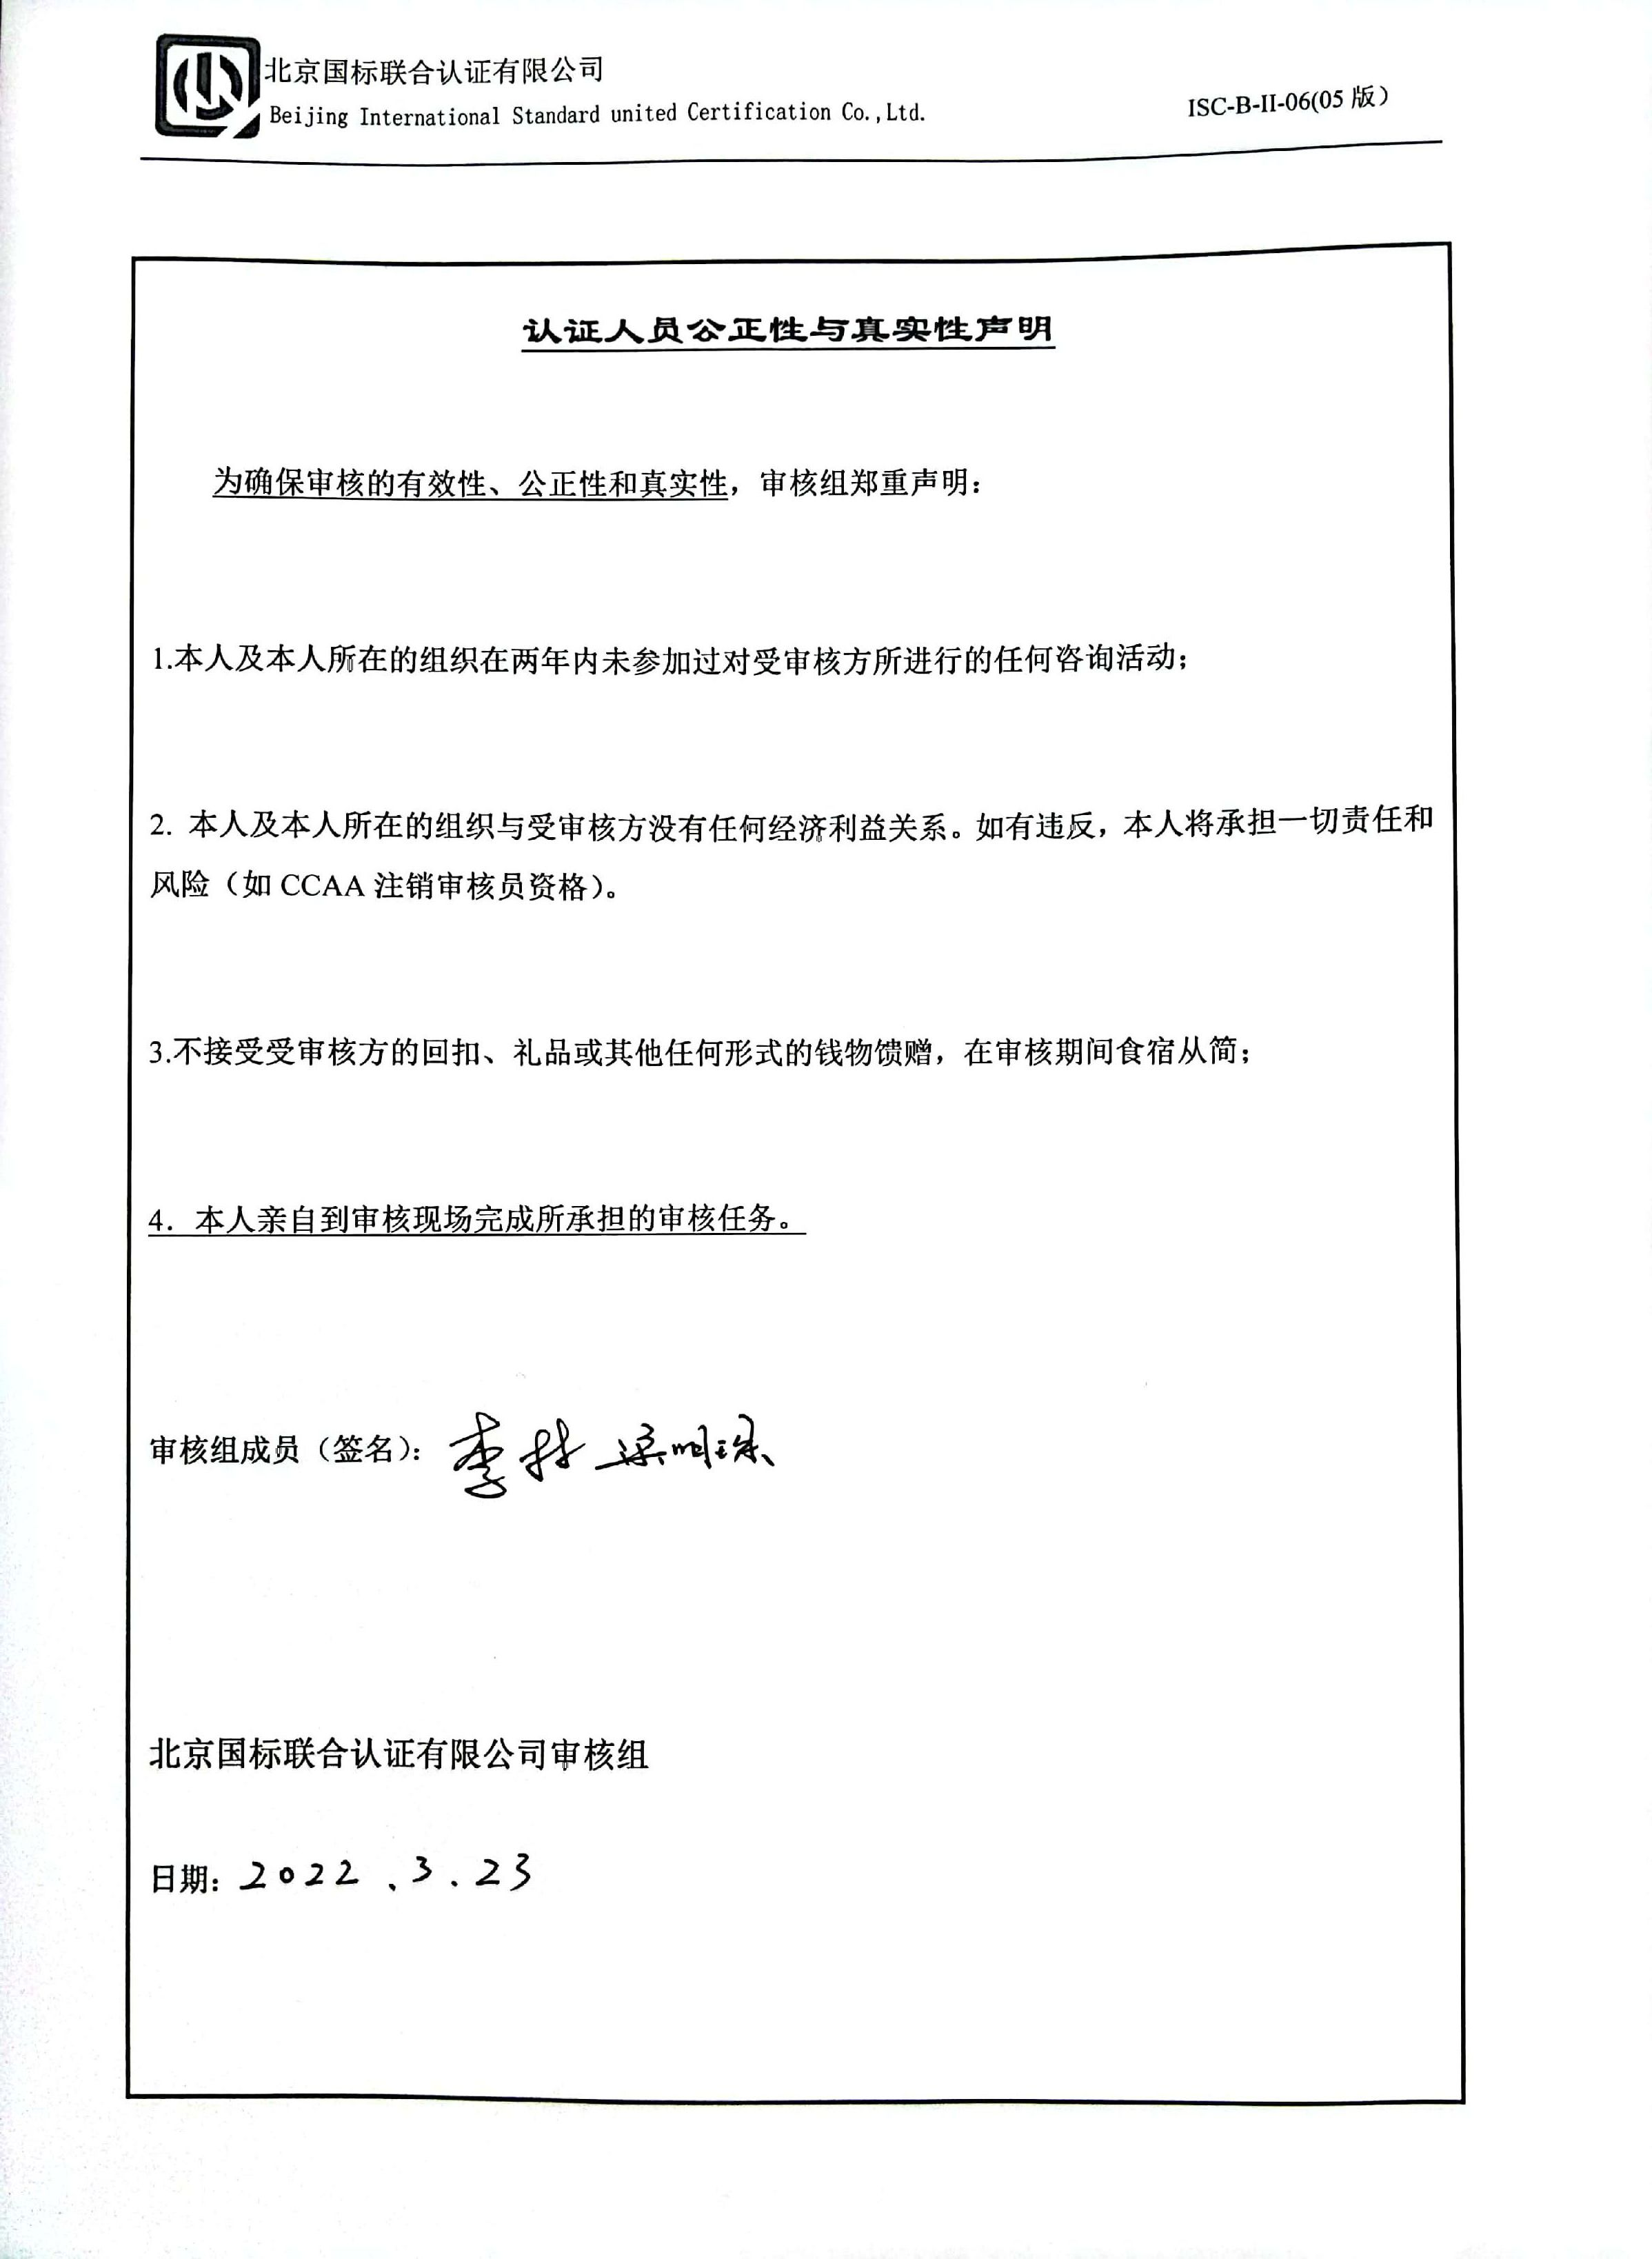 北京国标联合认证有限公司
Beijing International Standard united Certification Co.,Ltd.
ISC-B-II-06(05 版）
认证人员公正性与真实性声明
为确保审核的有效性、公正性和真实性，审核组郑重声明：
1.本人及本人所在的组织在两年内未参加过对受审核方所进行的任何咨询活动；
2. 本人及本人所在的组织与受审核方没有任何经济利益关系。如有违反，本人将承担一切责任和
风险（如 CCAA 注销审核员资格）。
3.不接受受审核方的回扣、礼品或其他任何形式的钱物馈赠，在审核期间食宿从简；
4. 本人亲自到审核现场完成所承担的审核任务。
审核组成员（签名）： 李 梁明珠
北京国标联合认证有限公司审核组
日期：2022.3.23